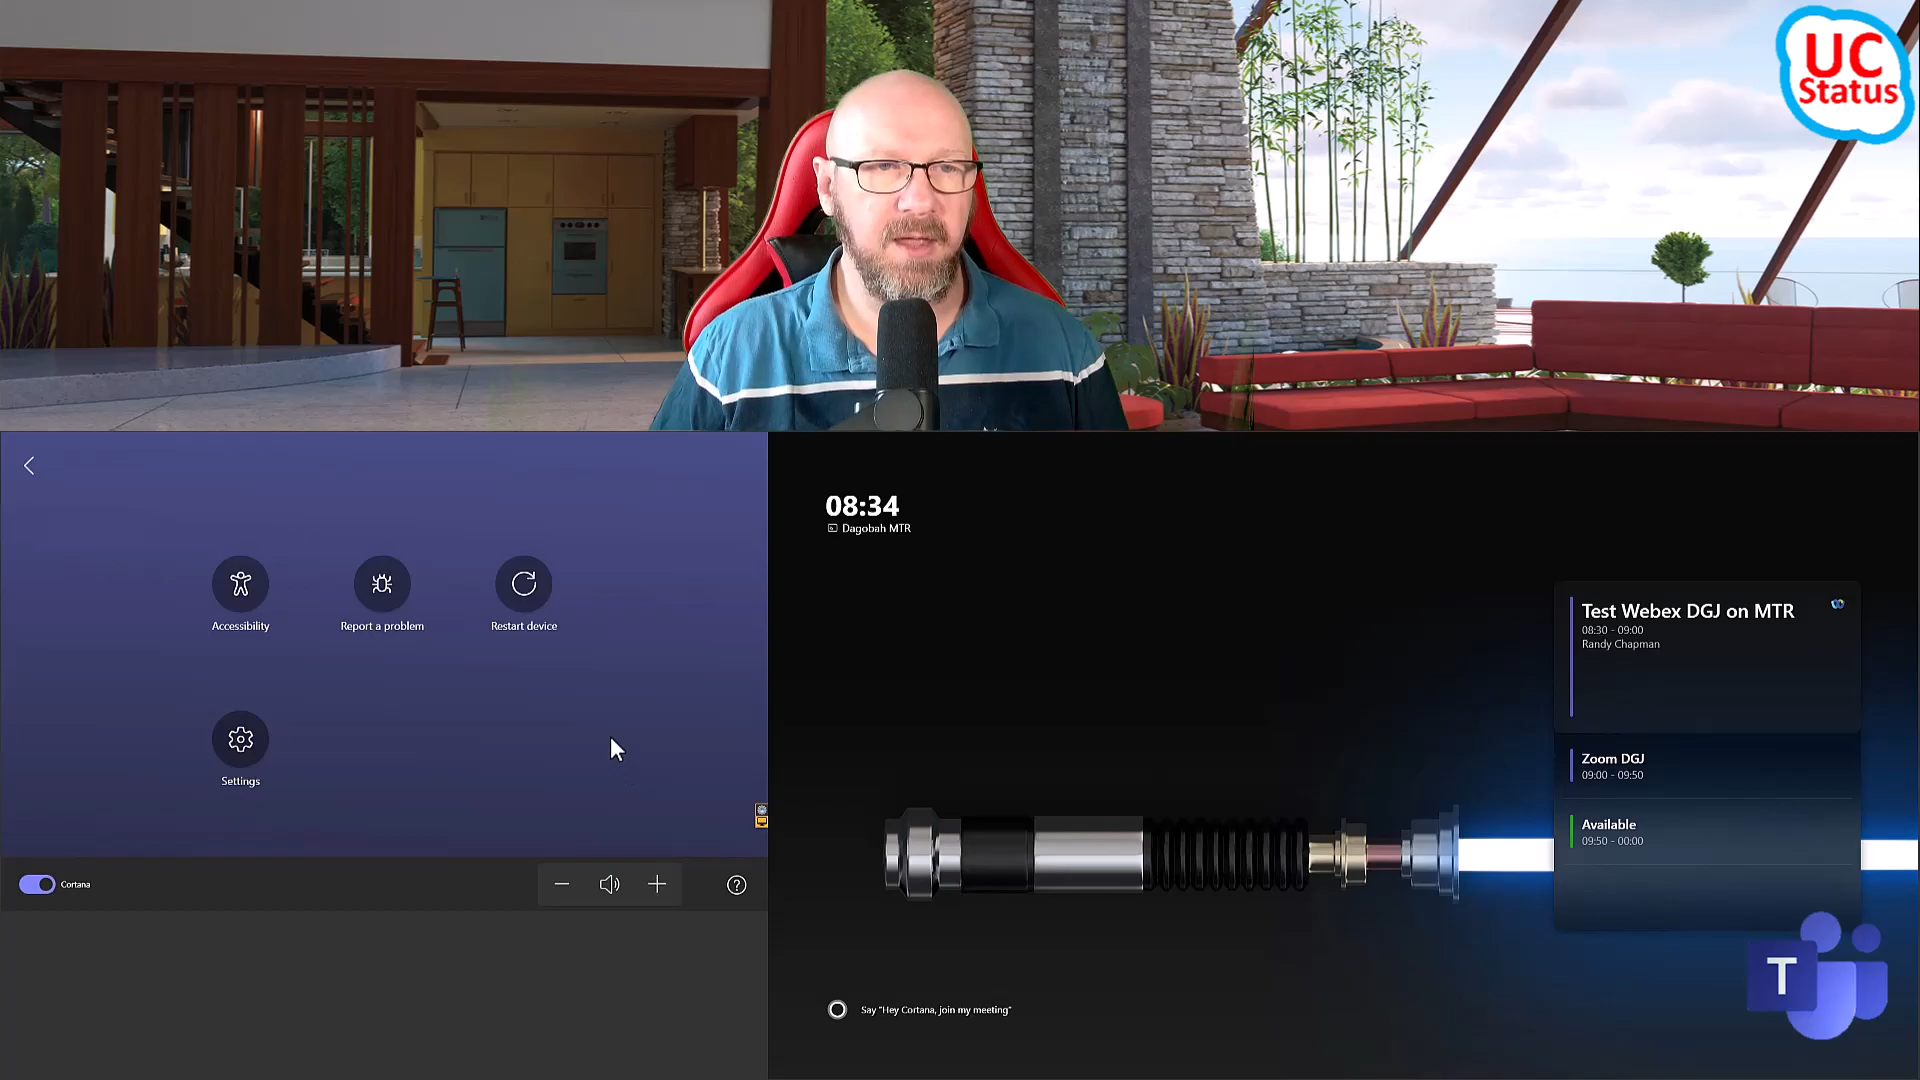 UC
Status
08:34
Dagobah MTR
Accessibility
Report a problem
Restart device
Settings
Cortana
Test Webex DGJ on MTR
08:30 - 09:00
Randy Chapman
Zoom DGJ
09:00 - 09:50
Available
09:50 - 00:00
Say "Hey Cortana, join my meeting"
T